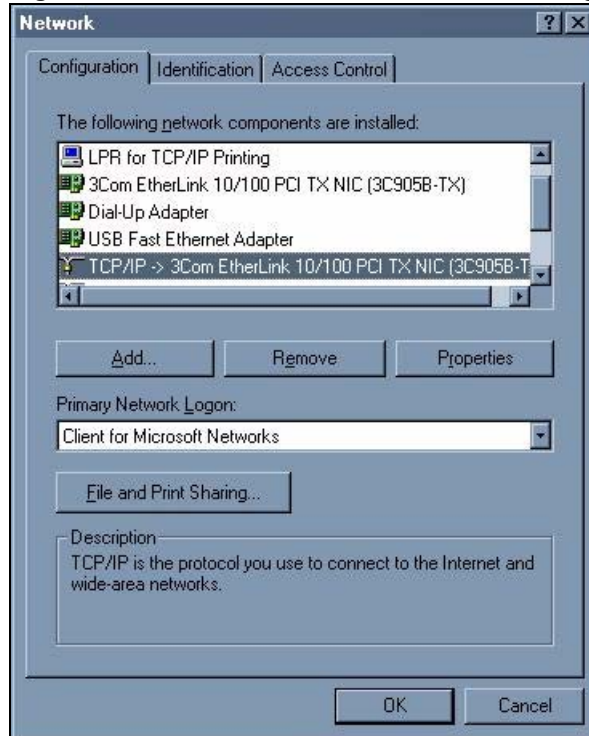 Network
Configuration
Identification
Access Control
The following network components are installed:
LPR for TCP/IP Printing
3Com EtherLink 10/100 PCI TX NIC (3C905B-TX)
Dial-Up Adapter
USB Fast Ethernet Adapter
TCP/IP -> 3Com EtherLink 10/100 PCI TX NIC (3C905B-T
Add...
Remove
Properties
Primary Network Logon:
Client for Microsoft Networks
File and Print Sharing...
Description
TCP/IP is the protocol you use to connect to the Internet and
wide-area networks.
OK
Cancel